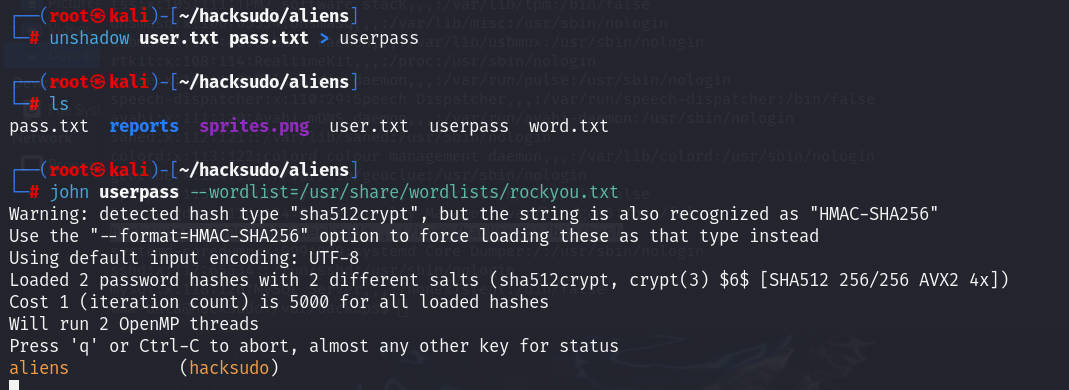 ┌──(root㉿kali)-[~/hacksudo/aliens]
└─# unshadow user.txt pass.txt > userpass
┌──(root㉿kali)-[~/hacksudo/aliens]
└─# ls
pass.txt  reports  sprites.png  user.txt  userpass  word.txt
┌──(root㉿kali)-[~/hacksudo/aliens]
└─# john userpass --wordlist=/usr/share/wordlists/rockyou.txt
Warning: detected hash type "sha512crypt", but the string is also recognized as "HMAC-SHA256"
Use the "--format=HMAC-SHA256" option to force loading these as that type instead
Using default input encoding: UTF-8
Loaded 2 password hashes with 2 different salts (sha512crypt, crypt(3) $6$ [SHA512 256/256 AVX2 4x])
Cost 1 (iteration count) is 5000 for all loaded hashes
Will run 2 OpenMP threads
Press 'q' or Ctrl-C to abort, almost any other key for status
aliens           (hacksudo)